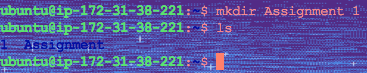 ubuntu@ip-172-31-38-221:~$ mkdir Assignment 1
ubuntu@ip-172-31-38-221:~$ ls
1  Assignment
ubuntu@ip-172-31-38-221:~$